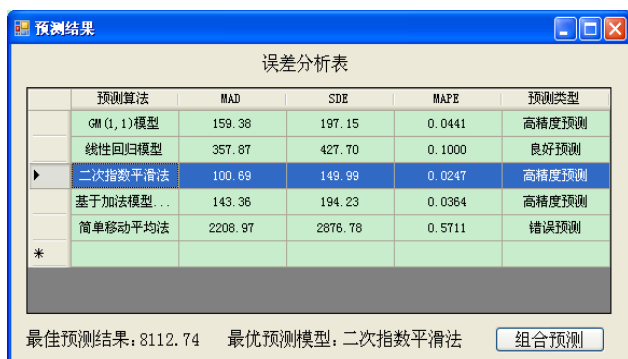 预测结果
误差分析表
预测算法 MAD SDE MAPE 预测类型
GM(1,1)模型 159.38 197.15 0.0441 高精度预测
线性回归模型 357.87 427.70 0.1000 良好预测
二次指数平滑法 100.69 149.99 0.0247 高精度预测
基于加法模型... 143.36 194.23 0.0364 高精度预测
简单移动平均法 2208.97 2876.78 0.5711 错误预测
最佳预测结果:8112.74 最优预测模型:二次指数平滑法 组合预测